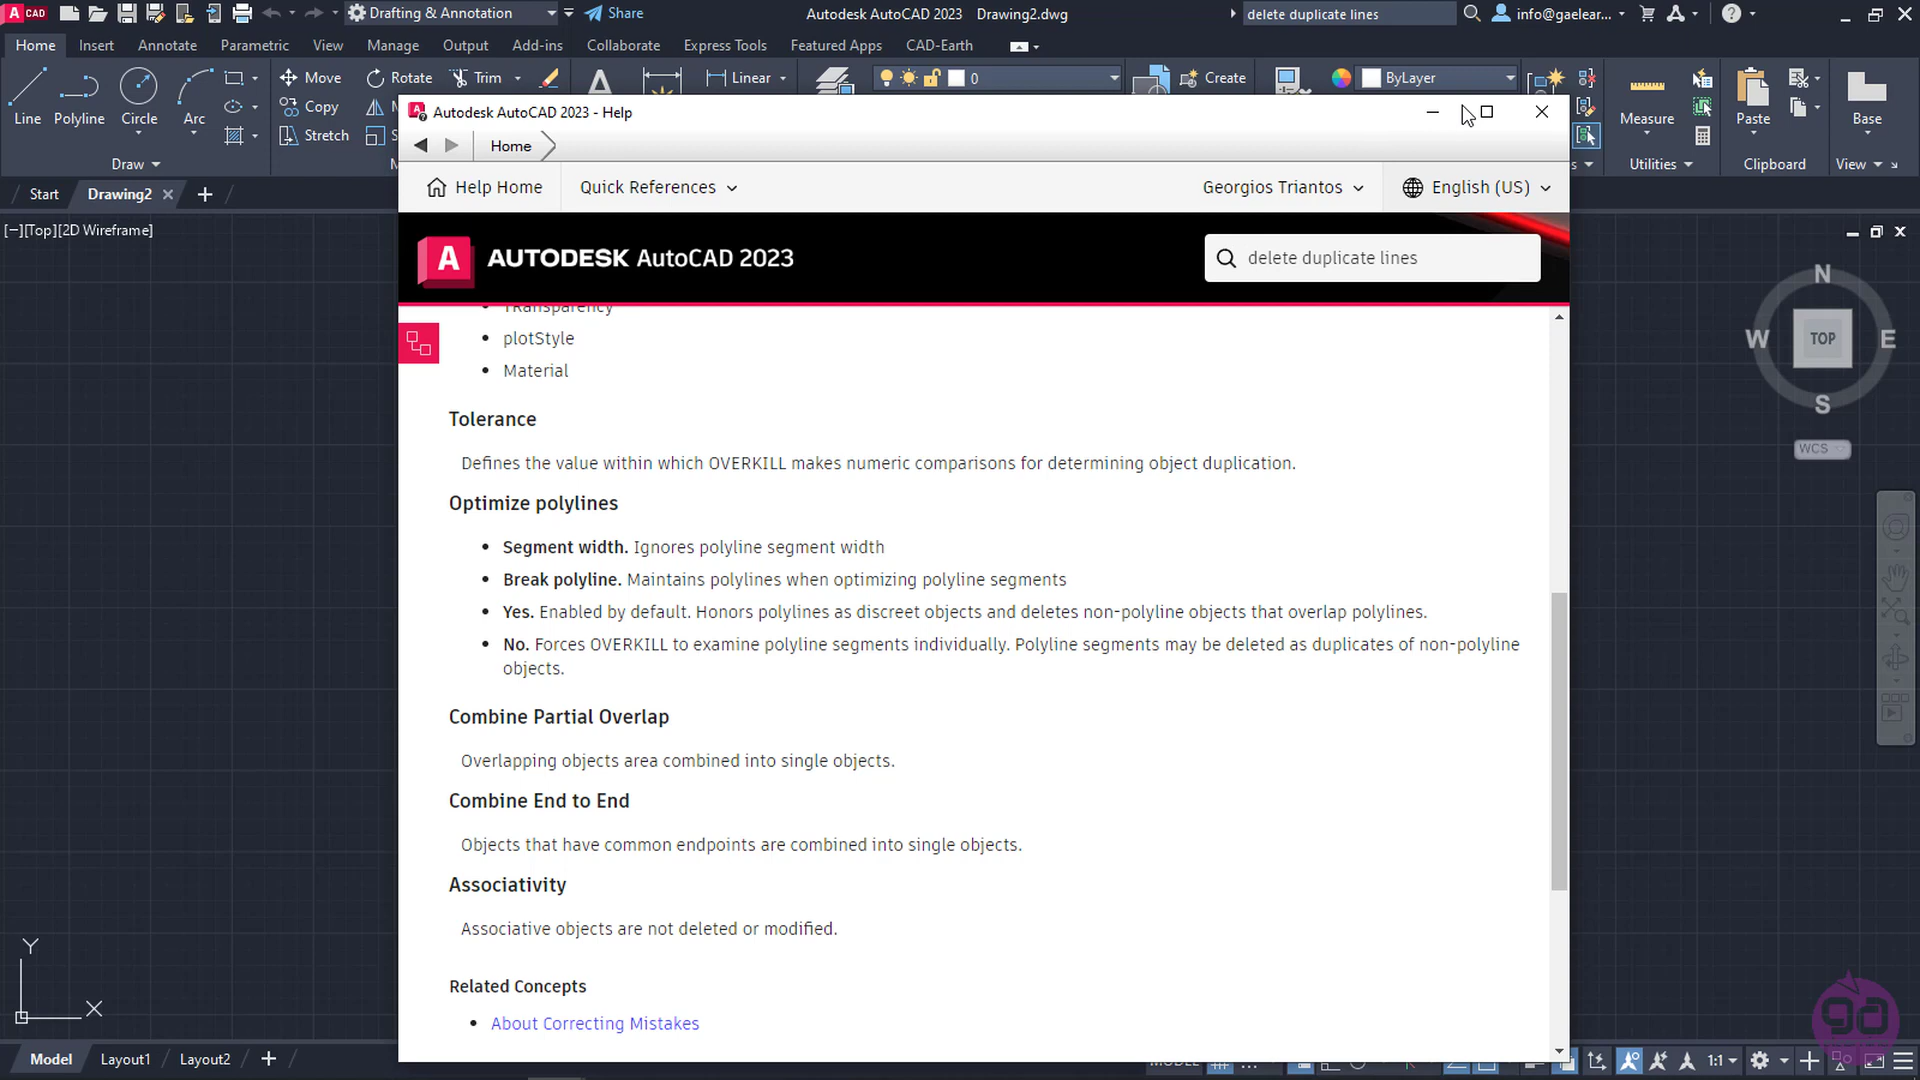 CAD
Drafting & Annotation
Share
Autodesk AutoCAD 2023 Drawing2.dwg
delete duplicate lines
info@gaelear...
Home Insert Annotate Parametric View Manage Output Add-ins Collaborate Express Tools Featured Apps CAD-Earth
Line Polyline Circle Arc
Move Rotate Trim
Copy
Stretch
Linear
0
Create
ByLayer
Measure
Paste
Base
Draw
Utilities
Clipboard
View
Start Drawing2
[−][Top][2D Wireframe]
Autodesk AutoCAD 2023 - Help
Home
Help Home Quick References Georgios Triantos English (US)
A AUTODESK AutoCAD 2023 delete duplicate lines
TRansparency
• plotStyle
• Material
Tolerance
Defines the value within which OVERKILL makes numeric comparisons for determining object duplication.
Optimize polylines
• Segment width. Ignores polyline segment width
• Break polyline. Maintains polylines when optimizing polyline segments
• Yes. Enabled by default. Honors polylines as discreet objects and deletes non-polyline objects that overlap polylines.
• No. Forces OVERKILL to examine polyline segments individually. Polyline segments may be deleted as duplicates of non-polyline
objects.
Combine Partial Overlap
Overlapping objects area combined into single objects.
Combine End to End
Objects that have common endpoints are combined into single objects.
Associativity
Associative objects are not deleted or modified.
Related Concepts
• About Correcting Mistakes
N
W TOP E
S
WCS
Y
X
Model Layout1 Layout2
MODEL
1:1
ga